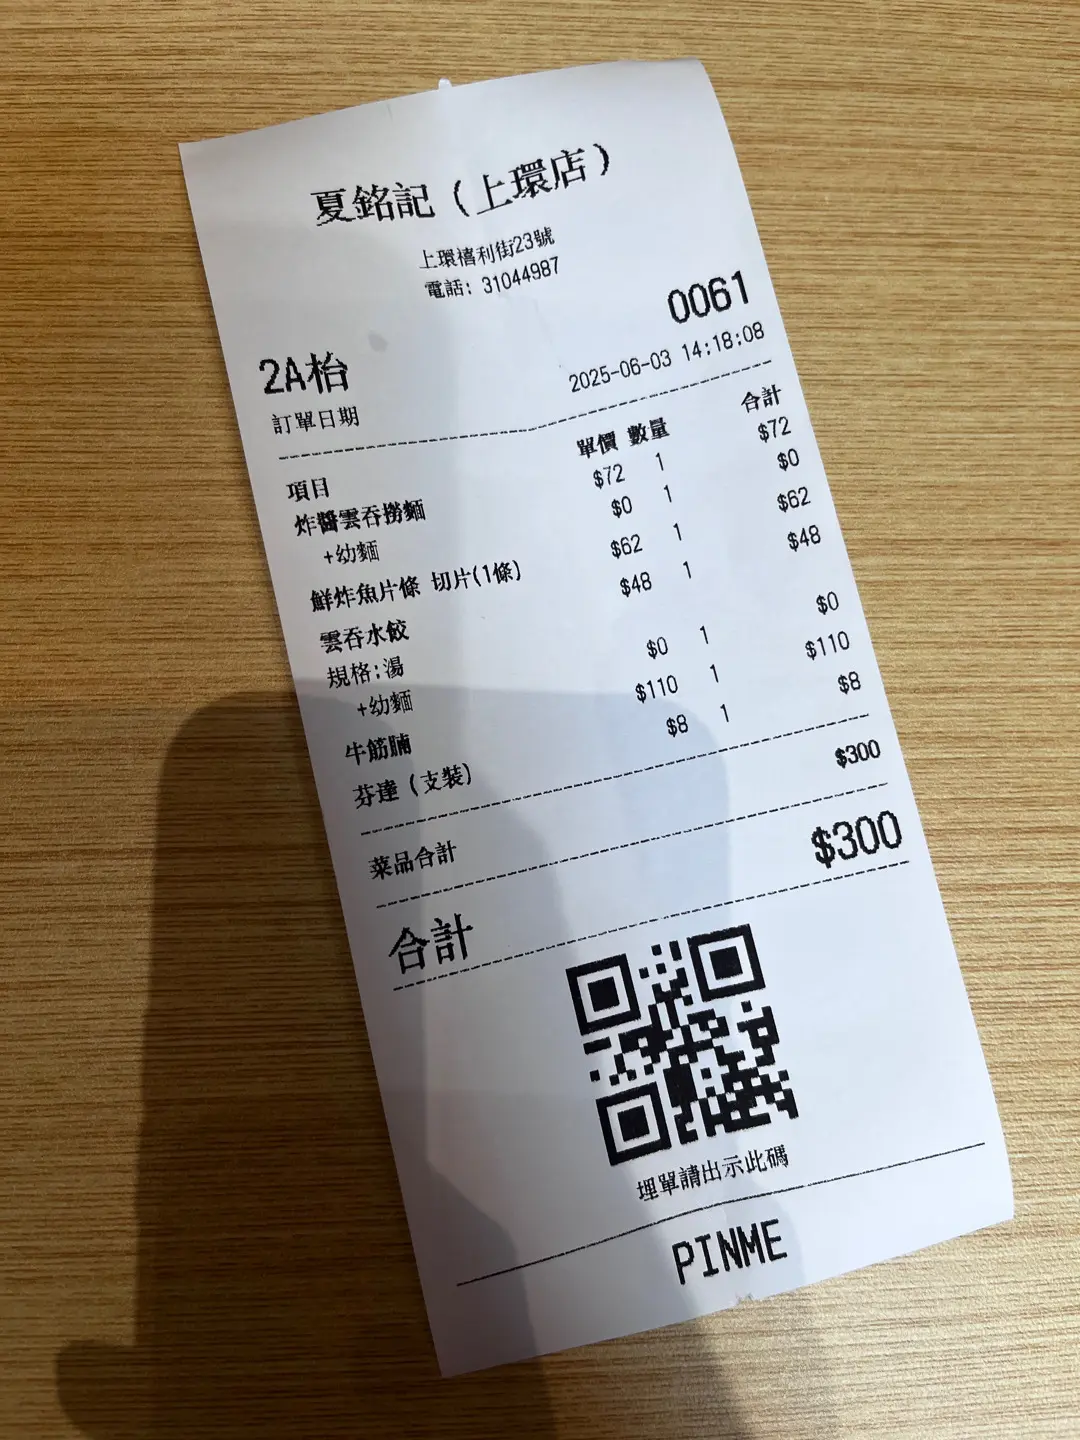 夏銘記（上環店）
上環禧利街23號
電話: 31044987
2A枱 0061
訂單日期 2025-06-03 14:18:08
項目 單價 數量 合計
炸醬雲吞撈麵 $72 1 $72
+幼麵 $0 1 $0
鮮炸魚片條 切片(1條) $62 1 $62
雲吞水餃 $48 1 $48
規格:湯
+幼麵 $0 1 $0
牛筋腩 $110 1 $110
芬達（支裝） $8 1 $8
菜品合計 $300
合計 $300
埋單請出示此碼
PINME